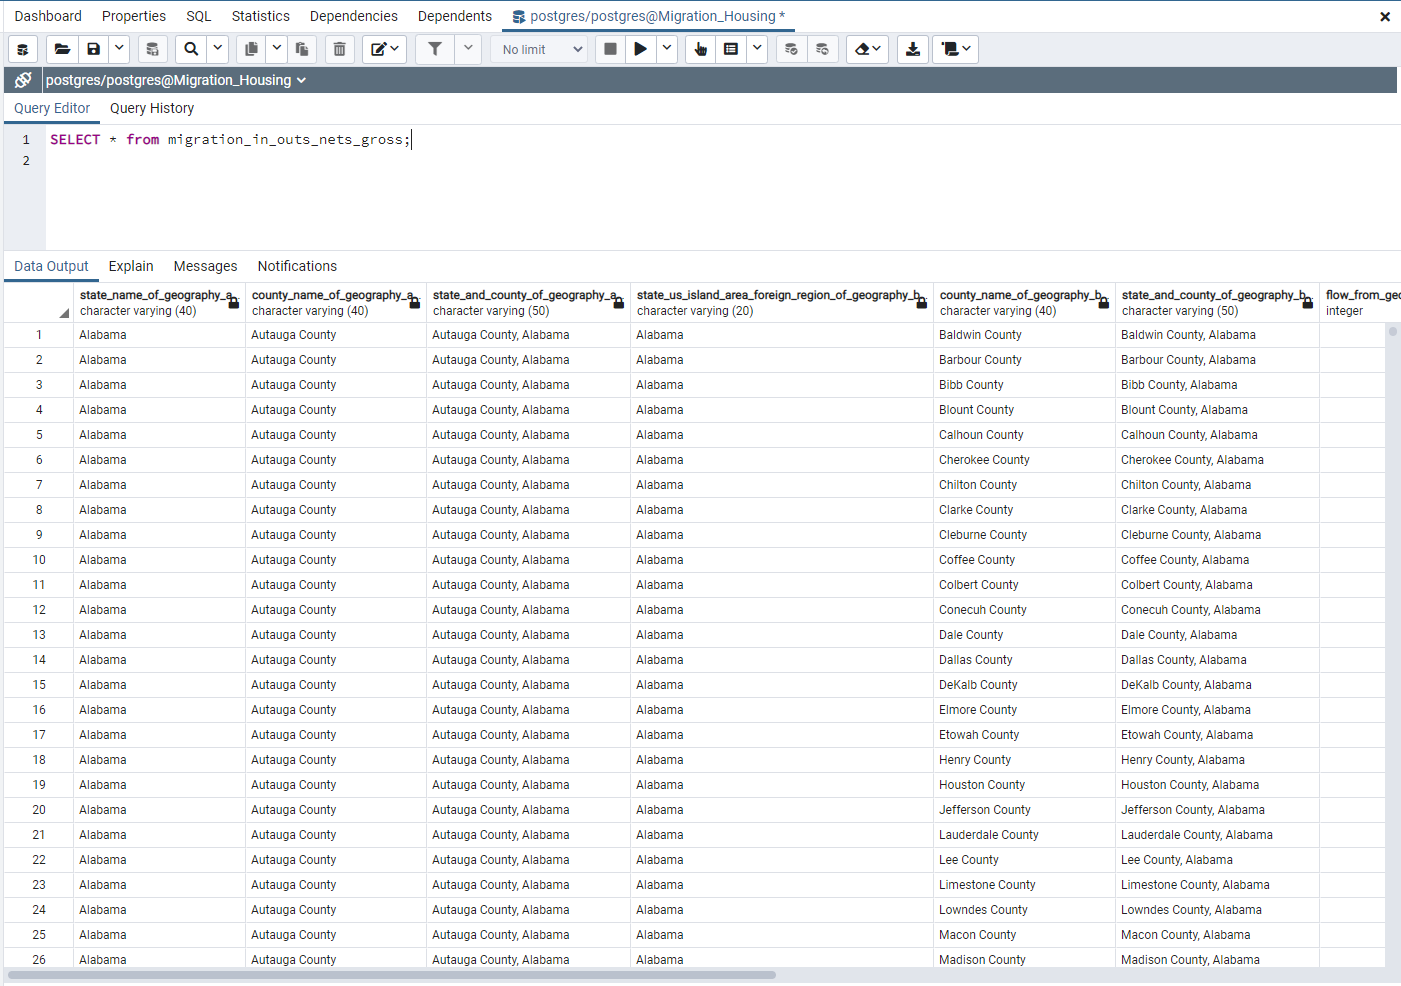 Dashboard Properties SQL Statistics Dependencies Dependents postgres/postgres@Migration_Housing *
No limit
postgres/postgres@Migration_Housing
Query Editor Query History
1 SELECT * from migration_in_outs_nets_gross;
2
Data Output Explain Messages Notifications
state_name_of_geography_a county_name_of_geography_a state_and_county_of_geography_a state_us_island_area_foreign_region_of_geography_b county_name_of_geography_b state_and_county_of_geography_b flow_from_geo
character varying (40) character varying (40) character varying (50) character varying (20) character varying (40) character varying (50) integer
1 Alabama Autauga County Autauga County, Alabama Alabama Baldwin County Baldwin County, Alabama
2 Alabama Autauga County Autauga County, Alabama Alabama Barbour County Barbour County, Alabama
3 Alabama Autauga County Autauga County, Alabama Alabama Bibb County Bibb County, Alabama
4 Alabama Autauga County Autauga County, Alabama Alabama Blount County Blount County, Alabama
5 Alabama Autauga County Autauga County, Alabama Alabama Calhoun County Calhoun County, Alabama
6 Alabama Autauga County Autauga County, Alabama Alabama Cherokee County Cherokee County, Alabama
7 Alabama Autauga County Autauga County, Alabama Alabama Chilton County Chilton County, Alabama
8 Alabama Autauga County Autauga County, Alabama Alabama Clarke County Clarke County, Alabama
9 Alabama Autauga County Autauga County, Alabama Alabama Cleburne County Cleburne County, Alabama
10 Alabama Autauga County Autauga County, Alabama Alabama Coffee County Coffee County, Alabama
11 Alabama Autauga County Autauga County, Alabama Alabama Colbert County Colbert County, Alabama
12 Alabama Autauga County Autauga County, Alabama Alabama Conecuh County Conecuh County, Alabama
13 Alabama Autauga County Autauga County, Alabama Alabama Dale County Dale County, Alabama
14 Alabama Autauga County Autauga County, Alabama Alabama Dallas County Dallas County, Alabama
15 Alabama Autauga County Autauga County, Alabama Alabama DeKalb County DeKalb County, Alabama
16 Alabama Autauga County Autauga County, Alabama Alabama Elmore County Elmore County, Alabama
17 Alabama Autauga County Autauga County, Alabama Alabama Etowah County Etowah County, Alabama
18 Alabama Autauga County Autauga County, Alabama Alabama Henry County Henry County, Alabama
19 Alabama Autauga County Autauga County, Alabama Alabama Houston County Houston County, Alabama
20 Alabama Autauga County Autauga County, Alabama Alabama Jefferson County Jefferson County, Alabama
21 Alabama Autauga County Autauga County, Alabama Alabama Lauderdale County Lauderdale County, Alabama
22 Alabama Autauga County Autauga County, Alabama Alabama Lee County Lee County, Alabama
23 Alabama Autauga County Autauga County, Alabama Alabama Limestone County Limestone County, Alabama
24 Alabama Autauga County Autauga County, Alabama Alabama Lowndes County Lowndes County, Alabama
25 Alabama Autauga County Autauga County, Alabama Alabama Macon County Macon County, Alabama
26 Alabama Autauga County Autauga County, Alabama Alabama Madison County Madison County, Alabama